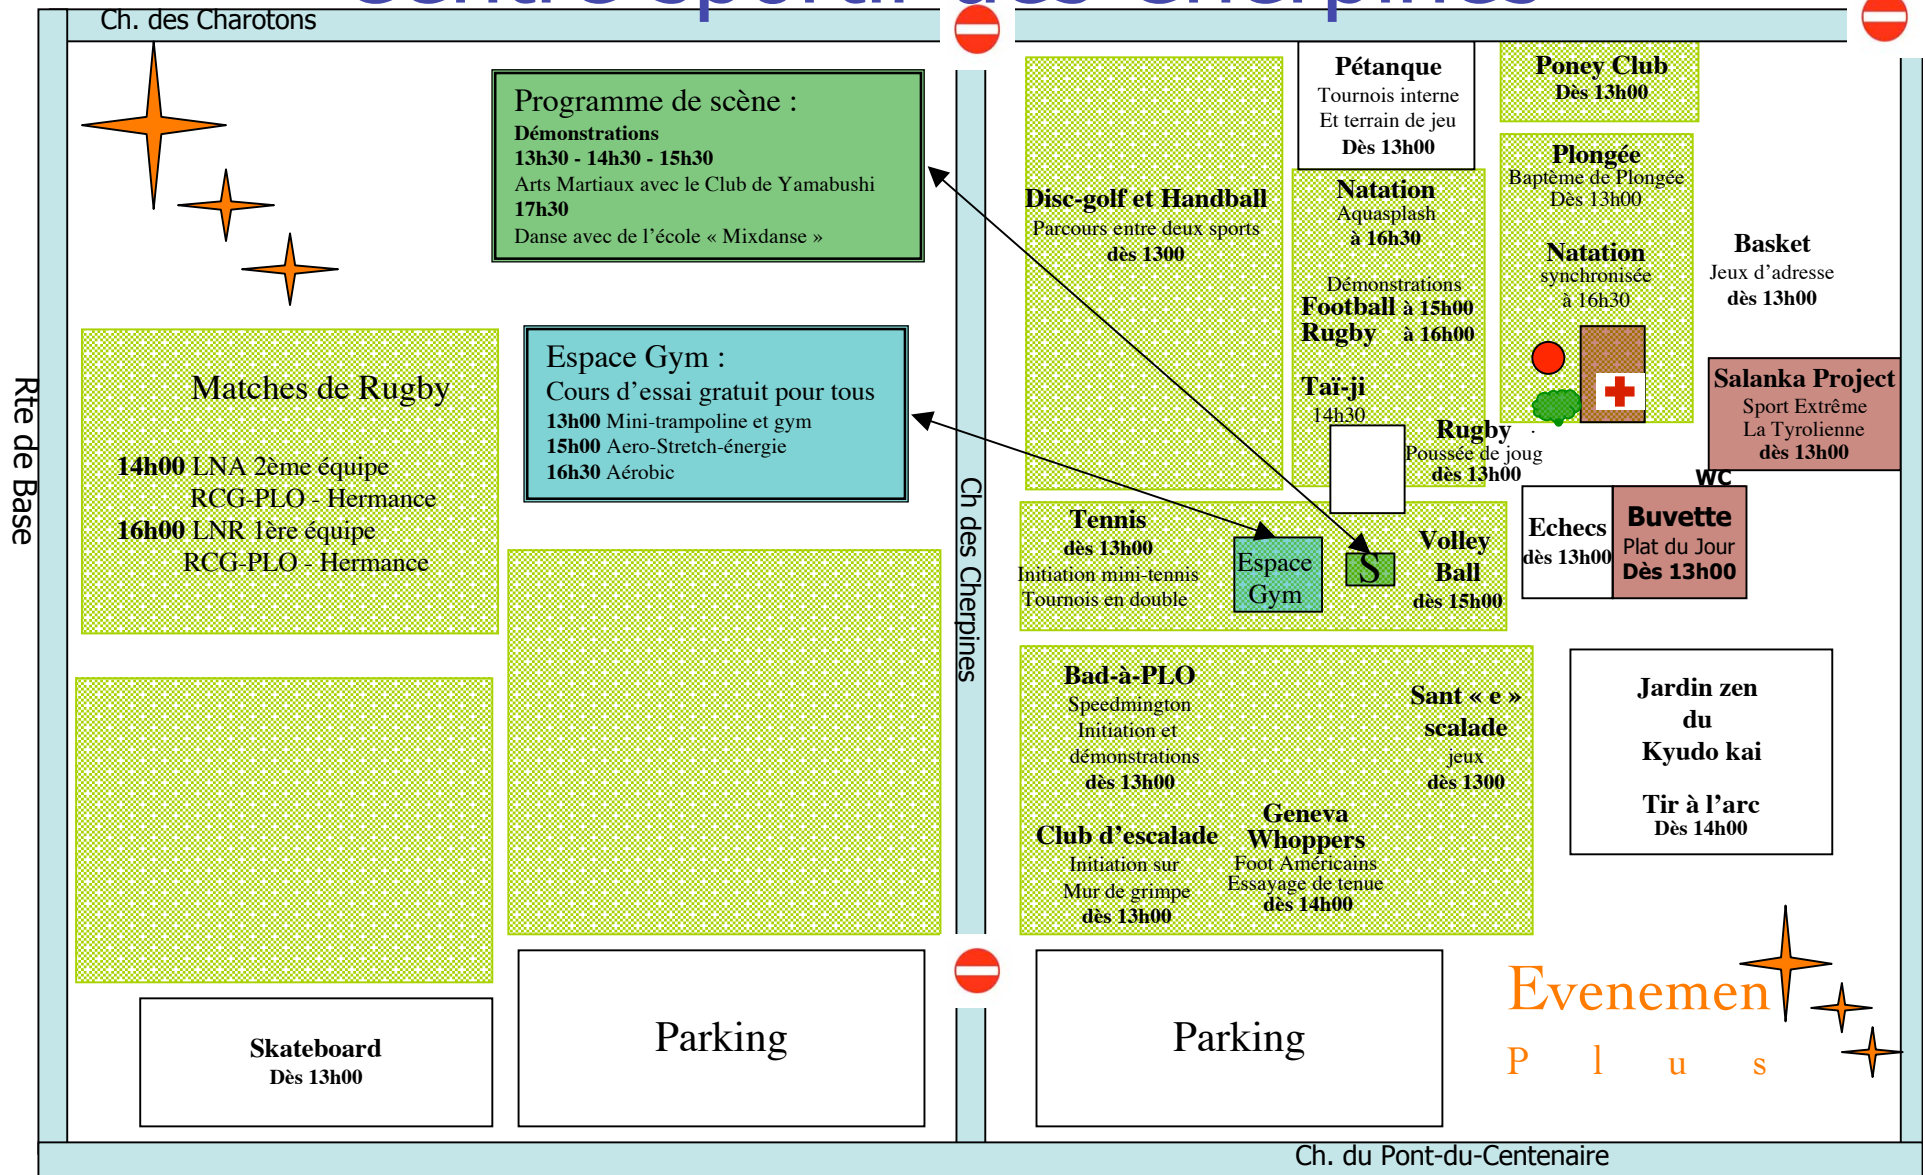 Centre sportif des Cherpines
Ch. des Charotons
Programme de scène :
Démonstrations
13h30 - 14h30 - 15h30
Arts Martiaux avec le Club de Yamabushi
17h30
Danse avec de l'école « Mixdanse »
Espace Gym :
Cours d'essai gratuit pour tous
13h00 Mini-trampoline et gym
15h00 Aero-Stretch-énergie
16h30 Aérobic
Rte de Base
Matches de Rugby
14h00 LNA 2ème équipe
RCG-PLO - Hermance
16h00 LNR 1ère équipe
RCG-PLO - Hermance
Skateboard
Dès 13h00
Parking
Ch des Cherpines
Disc-golf et Handball
Parcours entre deux sports
dès 1300
Pétanque
Tournois interne
Et terrain de jeu
Dès 13h00
Natation
Aquasplash
à 16h30
Démonstrations
Football à 15h00
Rugby à 16h00
Taï-ji
14h30
Rugby
Poussée de joug
dès 13h00
Poney Club
Dès 13h00
Plongée
Baptème de Plongée
Dès 13h00
Natation
synchronisée
à 16h30
Basket
Jeux d'adresse
dès 13h00
Salanka Project
Sport Extrême
La Tyrolienne
dès 13h00
WC
Echecs
dès 13h00
Buvette
Plat du Jour
Dès 13h00
Tennis
dès 13h00
Initiation mini-tennis
Tournois en double
Espace
Gym
S
Volley
Ball
dès 15h00
Bad-à-PLO
Speedmington
Initiation et
démonstrations
dès 13h00
Sant « e »
scalade
jeux
dès 1300
Club d'escalade
Initiation sur
Mur de grimpe
dès 13h00
Geneva
Whoppers
Foot Américains
Essayage de tenue
dès 14h00
Jardin zen
du
Kyudo kai
Tir à l'arc
Dès 14h00
Parking
Evenemen
P l u s
Ch. du Pont-du-Centenaire